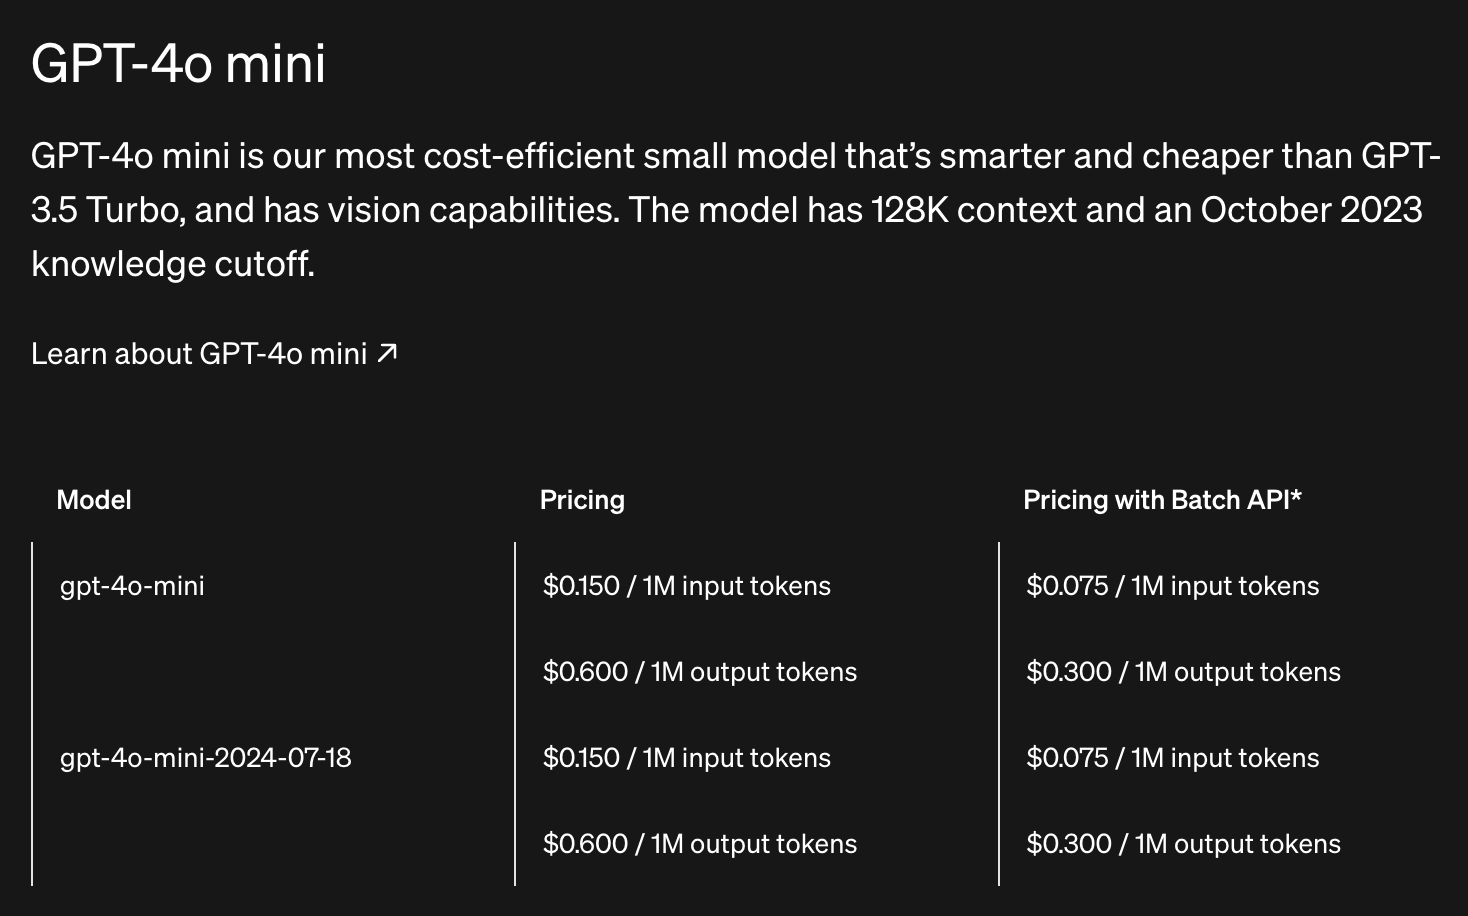 GPT-4o mini
GPT-4o mini is our most cost-efficient small model that’s smarter and cheaper than GPT-
3.5 Turbo, and has vision capabilities. The model has 128K context and an October 2023
knowledge cutoff.
Learn about GPT-4o mini ↗
Model Pricing Pricing with Batch API*
gpt-4o-mini $0.150 / 1M input tokens $0.075 / 1M input tokens
$0.600 / 1M output tokens $0.300 / 1M output tokens
gpt-4o-mini-2024-07-18 $0.150 / 1M input tokens $0.075 / 1M input tokens
$0.600 / 1M output tokens $0.300 / 1M output tokens